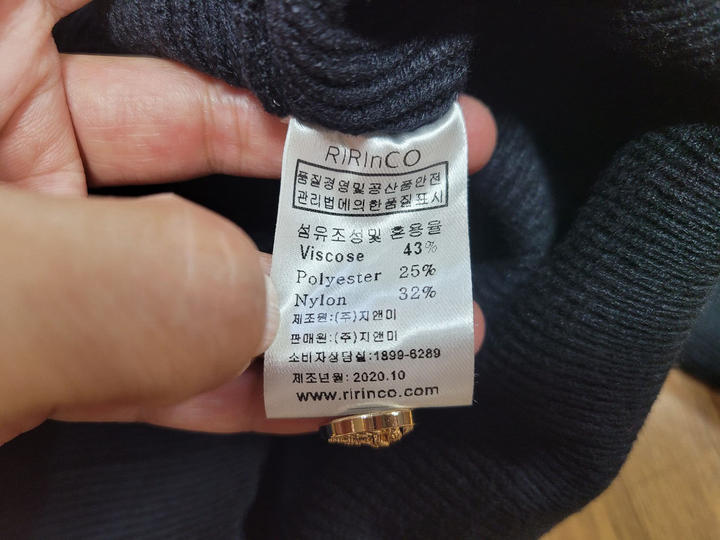 RIRInCO
품질경영및공산품안전
관리법에의한품질표시
섬유조성및 혼용율
Viscose 43%
Polyester 25%
Nylon 32%
제조원:(주)지앤미
판매원:(주)지앤미
소비자상담실:1899-6289
제조년월: 2020.10
www.ririnco.com